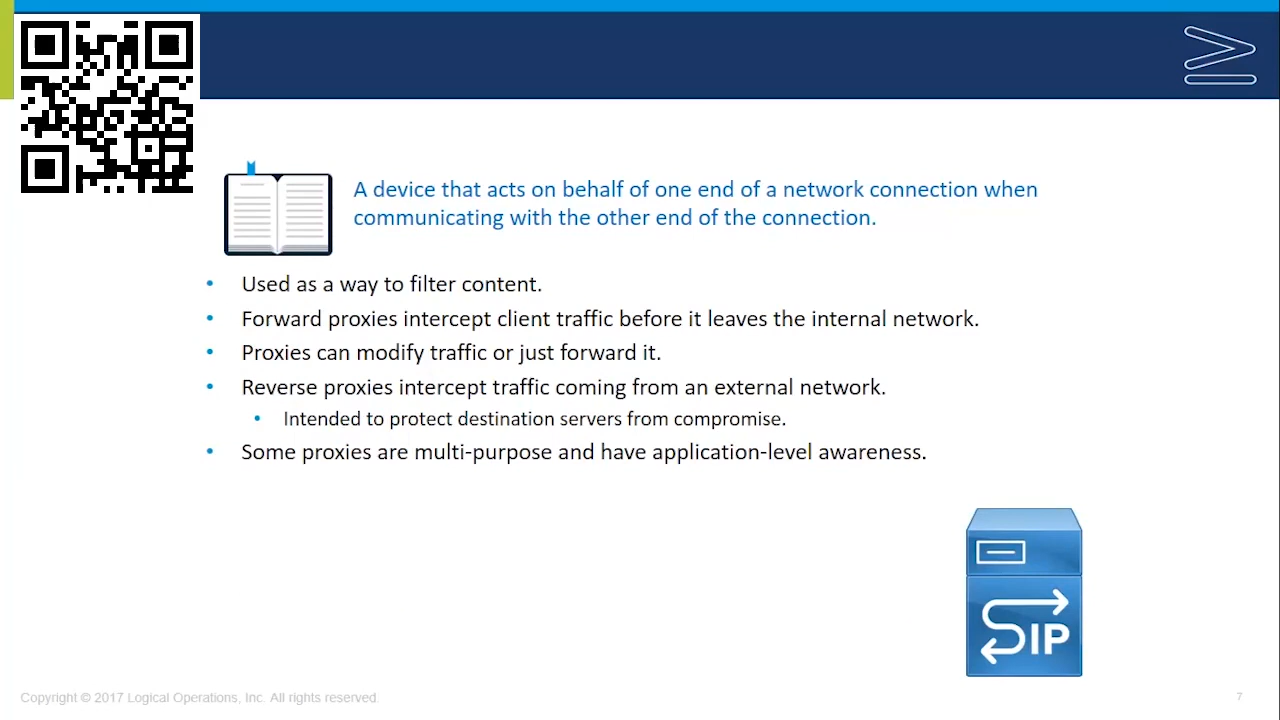 A device that acts on behalf of one end of a network connection when
communicating with the other end of the connection.
• Used as a way to filter content.
• Forward proxies intercept client traffic before it leaves the internal network.
• Proxies can modify traffic or just forward it.
• Reverse proxies intercept traffic coming from an external network.
• Intended to protect destination servers from compromise.
• Some proxies are multi-purpose and have application-level awareness.
SIP
Copyright © 2017 Logical Operations, Inc. All rights reserved.
7